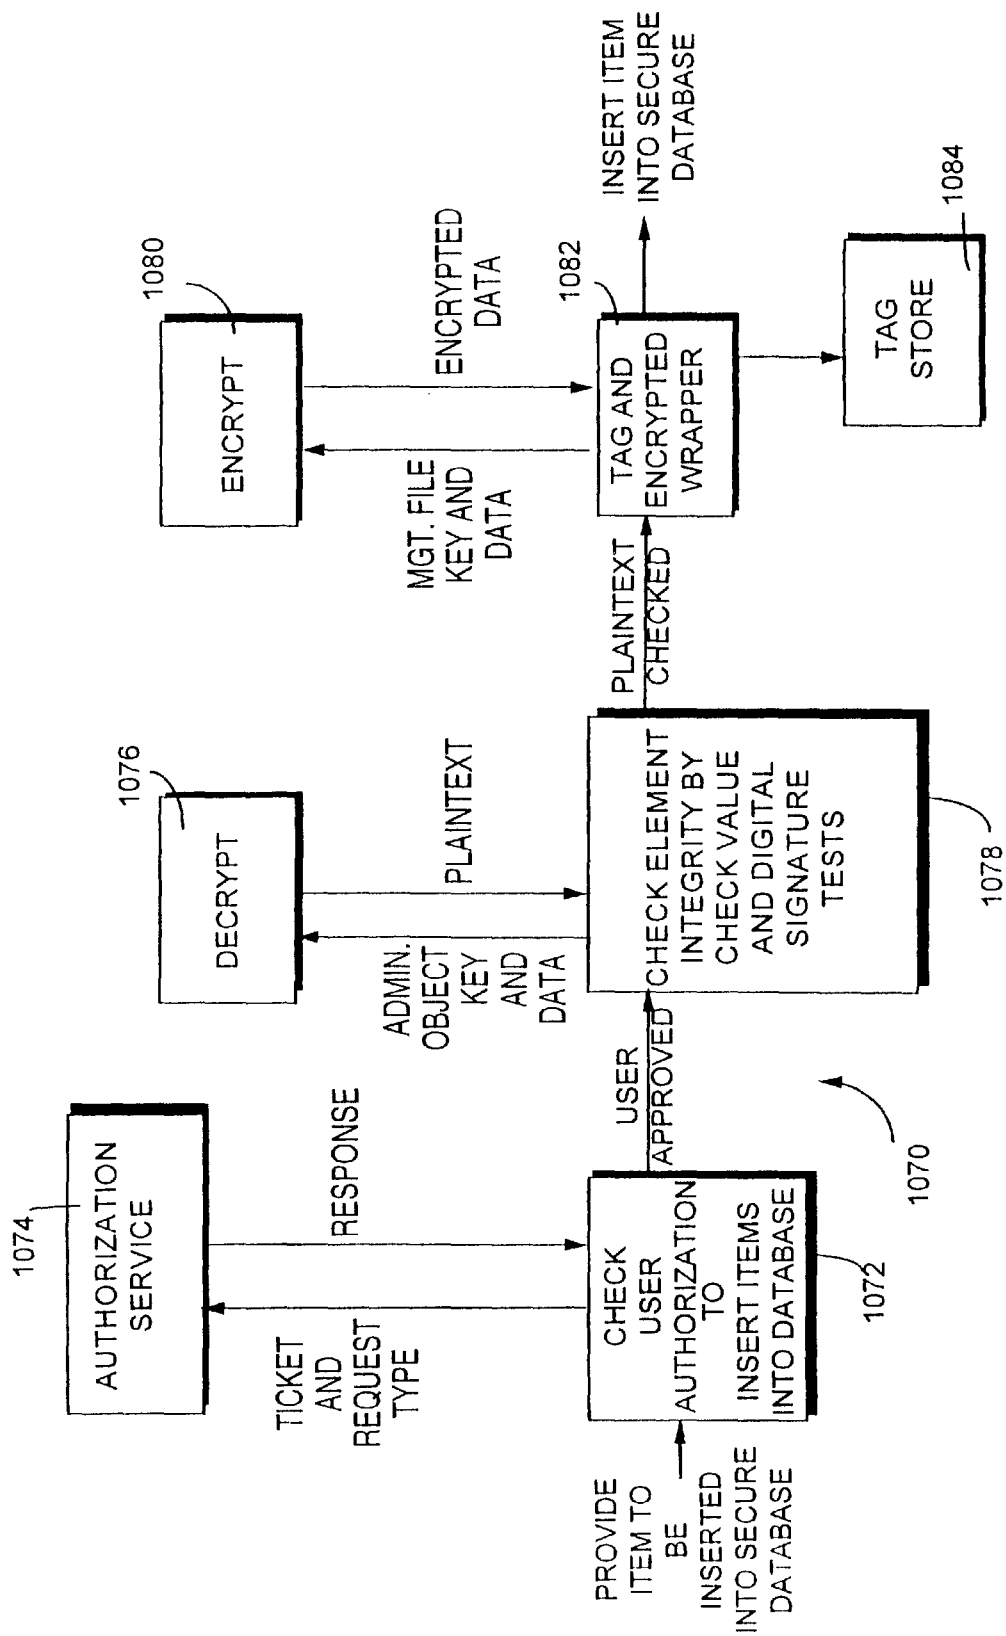 1074
AUTHORIZATION
SERVICE
TICKET
AND
REQUEST
TYPE
RESPONSE
PROVIDE
ITEM TO
BE
INSERTED
INTO SECURE
DATABASE
CHECK
USER
AUTHORIZATION
TO
INSERT ITEMS
INTO DATABASE
1072
USER
APPROVED
1070
1076
DECRYPT
ADMIN.
OBJECT
KEY
AND
DATA
PLAINTEXT
CHECK ELEMENT
INTEGRITY BY
CHECK VALUE
AND DIGITAL
SIGNATURE
TESTS
1078
PLAINTEXT
CHECKED
1080
ENCRYPT
MGT. FILE
KEY AND
DATA
ENCRYPTED
DATA
1082
TAG AND
ENCRYPTED
WRAPPER
INSERT ITEM
INTO SECURE
DATABASE
TAG
STORE
1084